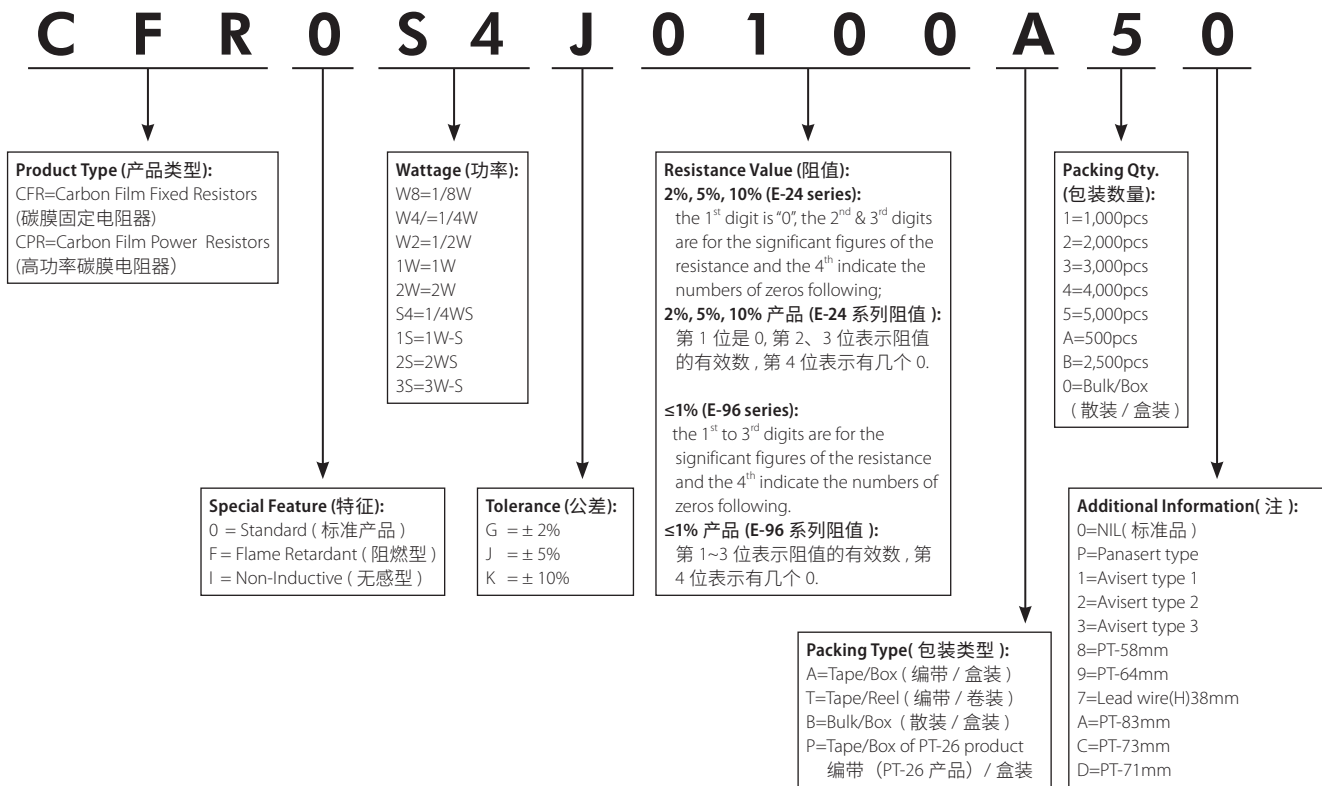 C F R 0 S 4 J 0 1 0 0 A 5 0
Product Type (产品类型):
CFR=Carbon Film Fixed Resistors
(碳膜固定电阻器)
CPR=Carbon Film Power Resistors
(高功率碳膜电阻器）
Wattage (功率):
W8=1/8W
W4/=1/4W
W2=1/2W
1W=1W
2W=2W
S4=1/4WS
1S=1W-S
2S=2WS
3S=3W-S
Resistance Value (阻值):
2%, 5%, 10% (E-24 series):
the 1st digit is “0”, the 2nd & 3rd digits
are for the significant figures of the
resistance and the 4th indicate the
numbers of zeros following;
2%, 5%, 10% 产品 (E-24 系列阻值 ):
第 1 位是 0, 第 2、3 位表示阻值
的有效数 , 第 4 位表示有几个 0.
≤1% (E-96 series):
the 1st to 3rd digits are for the
significant figures of the resistance
and the 4th indicate the numbers of
zeros following.
≤1% 产品 (E-96 系列阻值 ):
第 1~3 位表示阻值的有效数 , 第
4 位表示有几个 0.
Packing Qty.
(包装数量):
1=1,000pcs
2=2,000pcs
3=3,000pcs
4=4,000pcs
5=5,000pcs
A=500pcs
B=2,500pcs
0=Bulk/Box
（ 散装 / 盒装 ）
Special Feature (特征):
0 = Standard ( 标准产品 )
F = Flame Retardant ( 阻燃型 )
I = Non-Inductive ( 无感型 )
Tolerance (公差):
G = ± 2%
J = ± 5%
K = ± 10%
Packing Type( 包装类型 ):
A=Tape/Box ( 编带 / 盒装 )
T=Tape/Reel ( 编带 / 卷装 )
B=Bulk/Box ( 散装 / 盒装 )
P=Tape/Box of PT-26 product
编带（PT-26 产品）/ 盒装
Additional Information( 注 ):
0=NIL( 标准品 )
P=Panasert type
1=Avisert type 1
2=Avisert type 2
3=Avisert type 3
8=PT-58mm
9=PT-64mm
7=Lead wire(H)38mm
A=PT-83mm
C=PT-73mm
D=PT-71mm